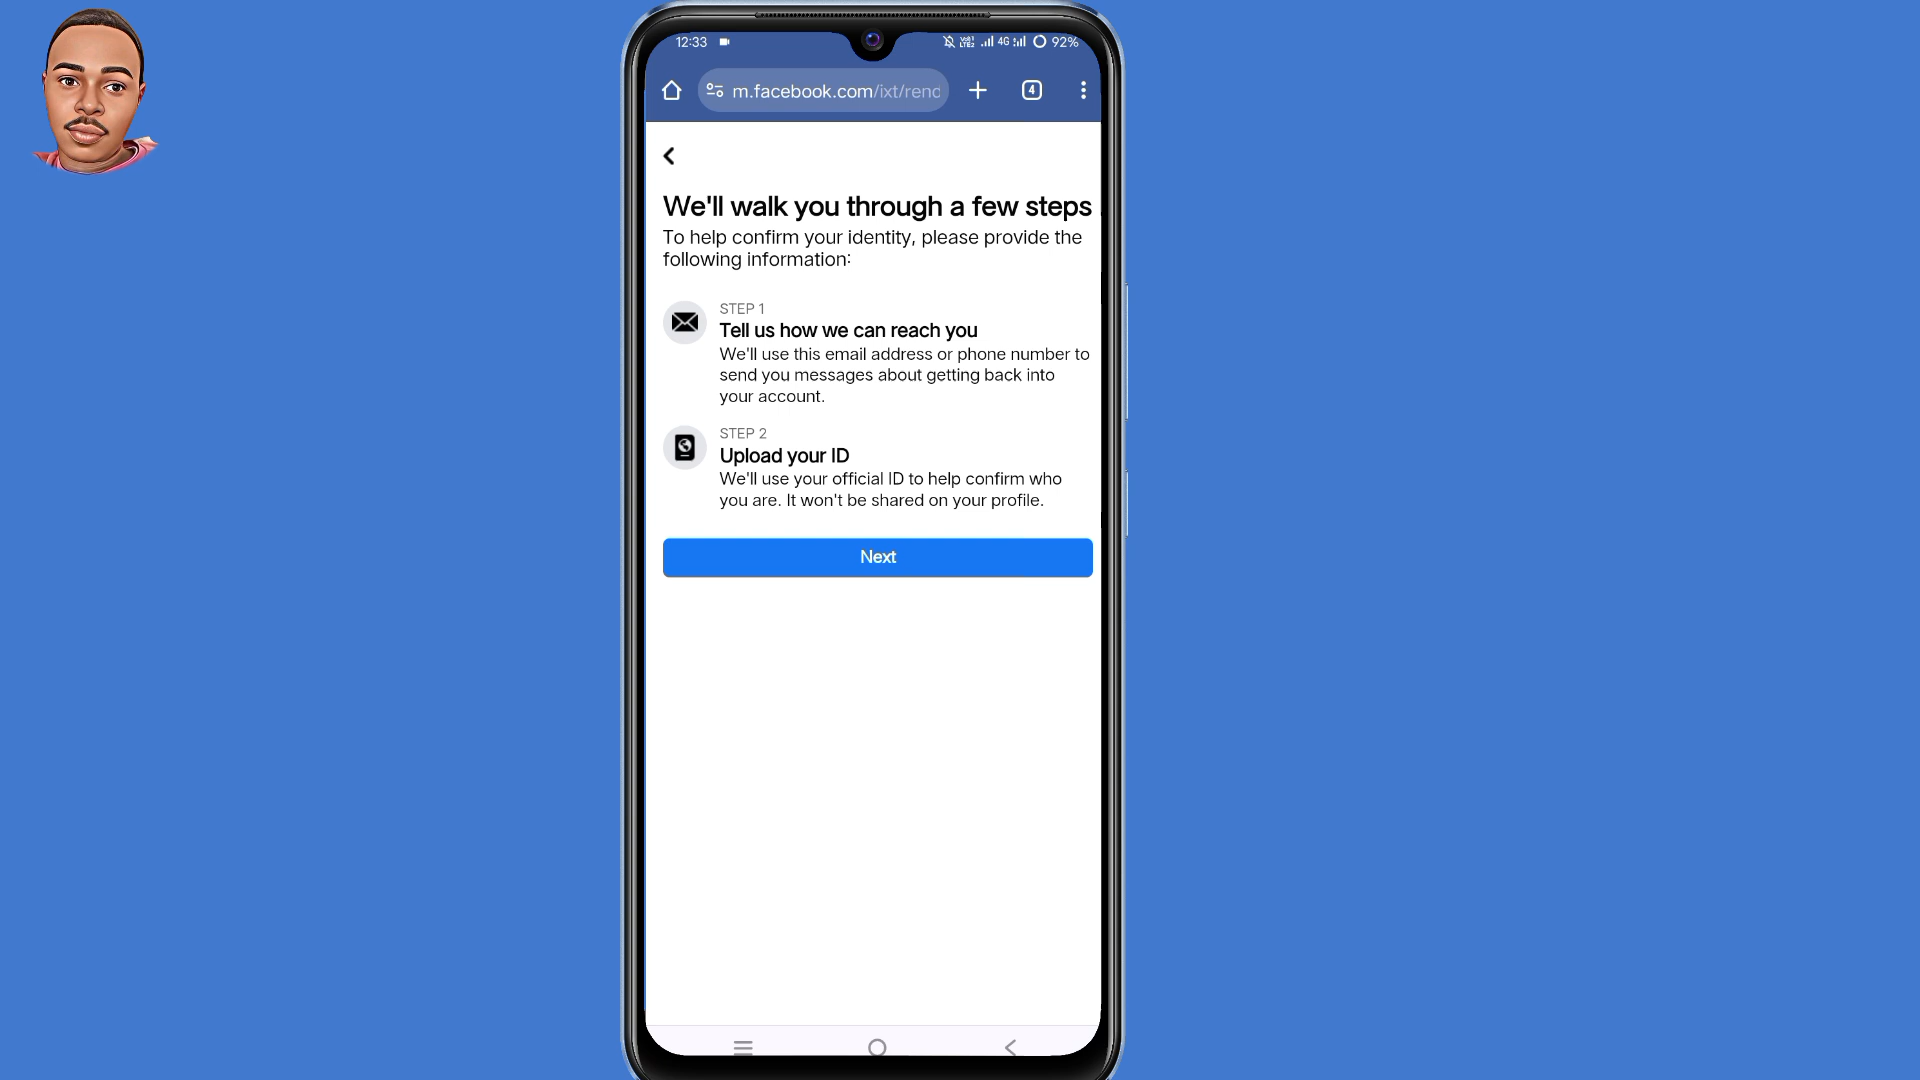 12:33 4G 92%
m.facebook.com/ixt/rend
4
We'll walk you through a few steps
To help confirm your identity, please provide the
following information:
STEP 1
Tell us how we can reach you
We'll use this email address or phone number to
send you messages about getting back into
your account.
STEP 2
Upload your ID
We'll use your official ID to help confirm who
you are. It won't be shared on your profile.
Next